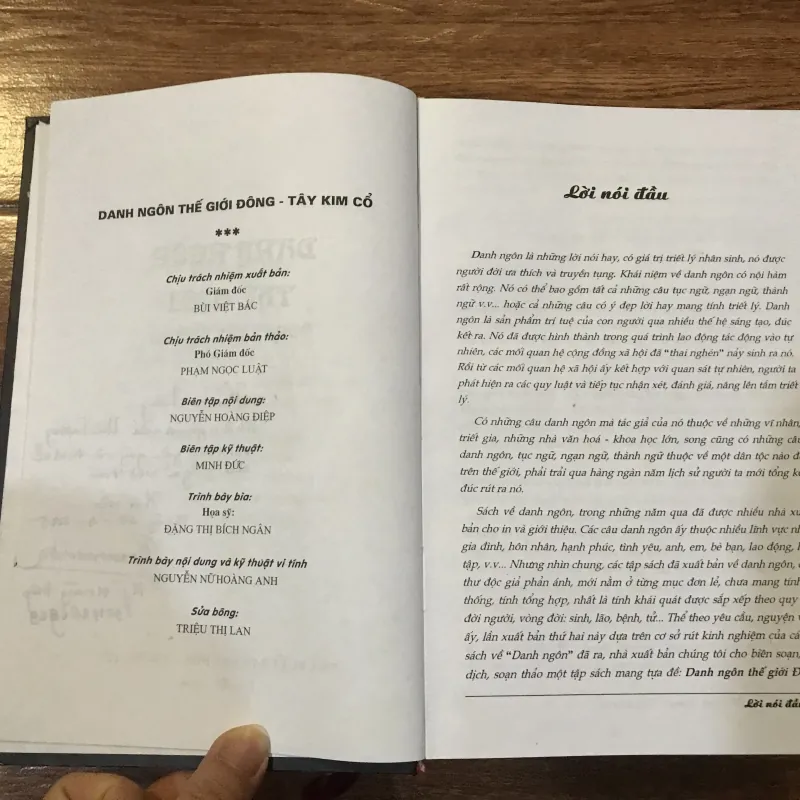 DANH NGÔN THẾ GIỚI ĐÔNG - TÂY KIM CỔ
***
Chịu trách nhiệm xuất bản:
Giám đốc
BÙI VIỆT BẮC
Chịu trách nhiệm bản thảo:
Phó Giám đốc
PHẠM NGỌC LUẬT
Biên tập nội dung:
NGUYỄN HOÀNG ĐIỆP
Biên tập kỹ thuật:
MINH ĐỨC
Trình bày bìa:
Họa sỹ:
ĐẶNG THỊ BÍCH NGÂN
Trình bày nội dung và kỹ thuật vi tính
NGUYỄN NỮ HOÀNG ANH
Sửa bông:
TRIỆU THỊ LAN
Lời nói đầu
Danh ngôn là những lời nói hay, có giá trị triết lý nhân sinh, nó được
người đời ưa thích và truyền tụng. Khái niệm về danh ngôn có nội hàm
rất rộng. Nó có thể bao gồm tất cả những câu tục ngữ, ngạn ngữ, thành
ngữ v.v... hoặc cả những câu có ý đẹp lời hay mang tính triết lý. Danh
ngôn là sản phẩm trí tuệ của con người qua nhiều thế hệ sáng tạo, đúc
kết ra. Nó đã được hình thành trong quá trình lao động tác động vào tự
nhiên, các mối quan hệ cộng đồng xã hội đã "thai nghén" nảy sinh ra nó.
Rồi từ các mối quan hệ xã hội ấy kết hợp với quan sát tự nhiên, người ta
phát hiện ra các quy luật và tiếp tục nhận xét, đánh giá, nâng lên tầm triết
lý.
Có những câu danh ngôn mà tác giả của nó thuộc về những vĩ nhân,
triết gia, những nhà văn hoá - khoa học lớn, song cũng có những câu
danh ngôn, tục ngữ, ngạn ngữ, thành ngữ thuộc về một dân tộc nào
trên thế giới, phải trải qua hàng ngàn năm lịch sử người ta mới tổng
đúc rút ra nó.
Sách về danh ngôn, trong những năm qua đã được nhiều nhà
bản cho in và giới thiệu. Các câu danh ngôn ấy thuộc nhiều lĩnh vực
gia đình, hôn nhân, hạnh phúc, tình yêu, anh, em, bè bạn, lao động,
tập, v.v... Nhưng nhìn chung, các tập sách đã xuất bản về danh ngôn,
thư độc giả phản ánh, mới nằm ở từng mục đơn lẻ, chưa mang tính
thống, tính tổng hợp, nhất là tính khái quát được sắp xếp theo quy
đời người, vòng đời: sinh, lão, bệnh, tử... Thể theo yêu cầu, nguyện
ấy, lần xuất bản thứ hai này dựa trên cơ sở rút kinh nghiệm của
sách về "Danh ngôn" đã ra, nhà xuất bản chúng tôi cho biên soạn,
dịch, soạn thảo một tập sách mang tựa đề: Danh ngôn thế giới
Lời nói đầ